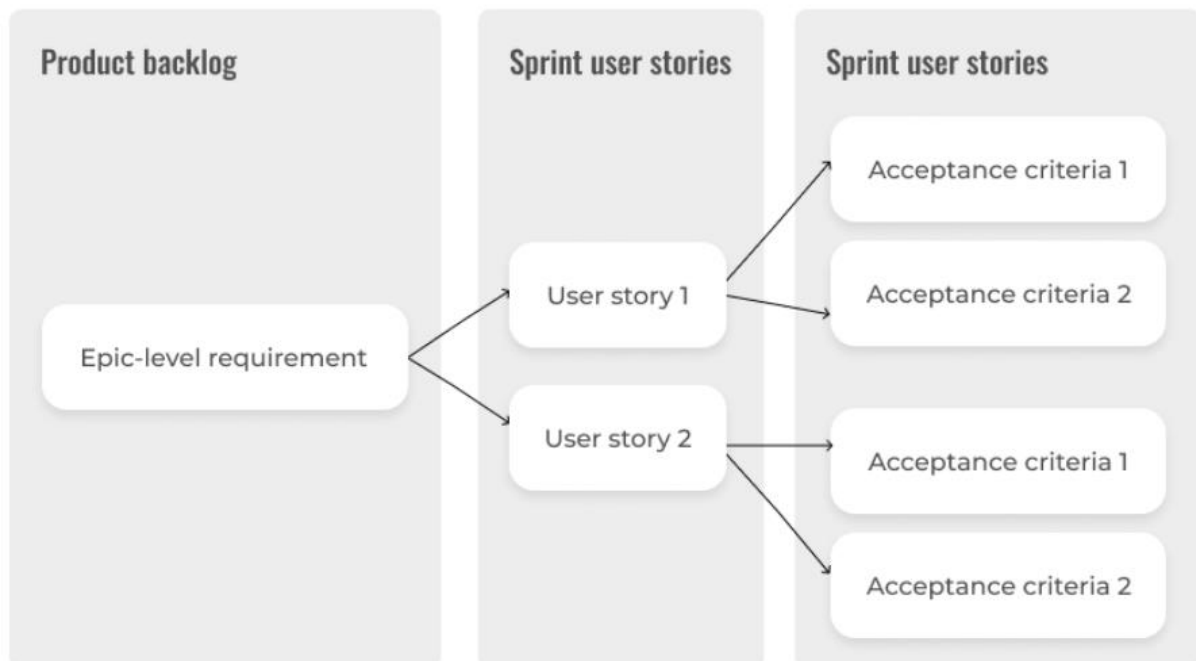 Product backlog
Sprint user stories
Sprint user stories
Epic-level requirement
User story 1
User story 2
Acceptance criteria 1
Acceptance criteria 2
Acceptance criteria 1
Acceptance criteria 2